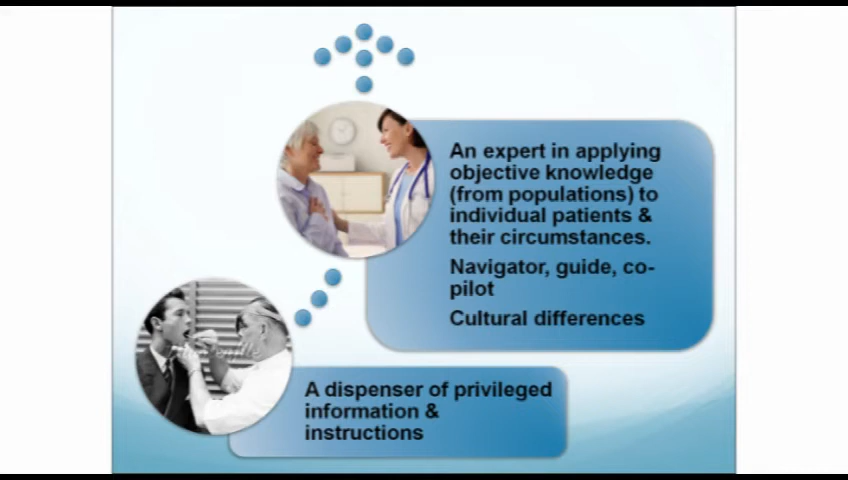 An expert in applying
objective knowledge
(from populations) to
individual patients &
their circumstances.
Navigator, guide, co-
pilot
Cultural differences
A dispenser of privileged
information &
instructions